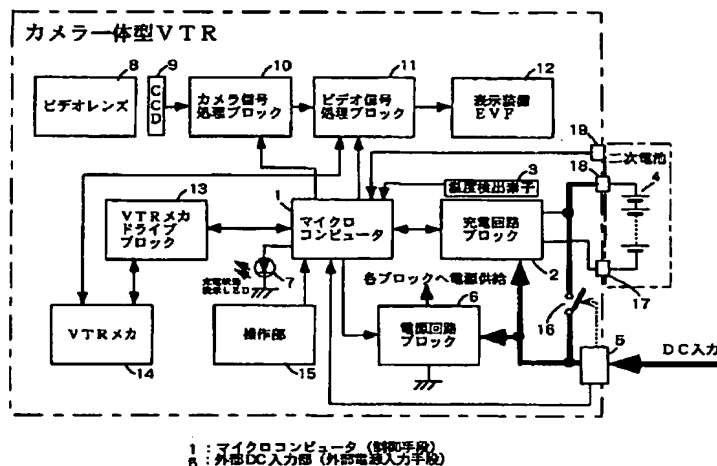 カメラ一体型VTR
8
ビデオレンズ
9
CCD
10
カメラ信号
処理ブロック
11
ビデオ信号
処理ブロック
12
表示装置
EVF
19
二次電池
18
4
3
温度検出素子
13
VTRメカ
ドライブ
ブロック
1
マイクロ
コンピュータ
充電回路
ブロック
2
17
7
充電状態
表示LED
各ブロックへ電源供給
6
電源回路
ブロック
16
5
DC入力
VTRメカ
14
操作部
15
1:マイクロコンピュータ(制御手段)
5:外部DC入力部(外部電源入力手段)